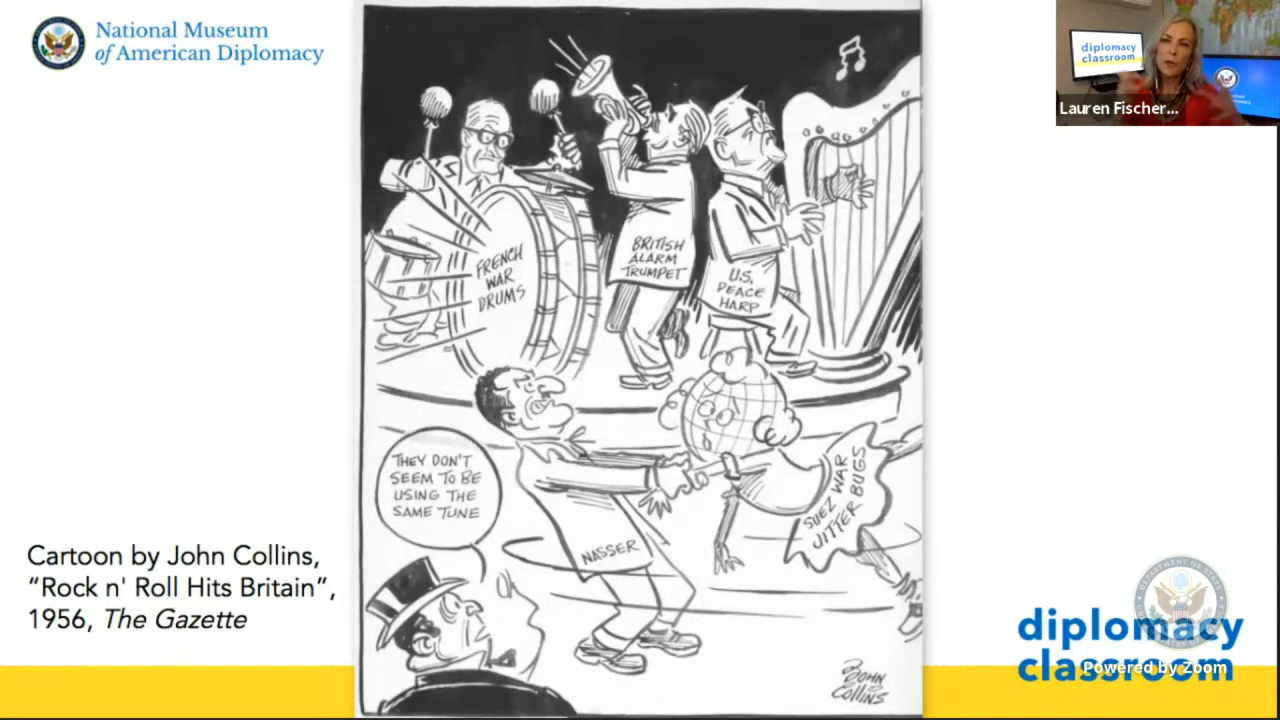 National Museum
of American Diplomacy
diplomacy
classroom
Lauren Fischer...
FRENCH
WAR
DRUMS
BRITISH
ALARM
TRUMPET
U.S.
PEACE
HARP
THEY DON'T
SEEM TO BE
USING THE
SAME TUNE
NASSER
SUEZ WAR
JITTER BUGS
JOHN
COLLINS
Cartoon by John Collins,
“Rock n' Roll Hits Britain”,
1956, The Gazette
diplomacy
classroom
Powered by Zoom